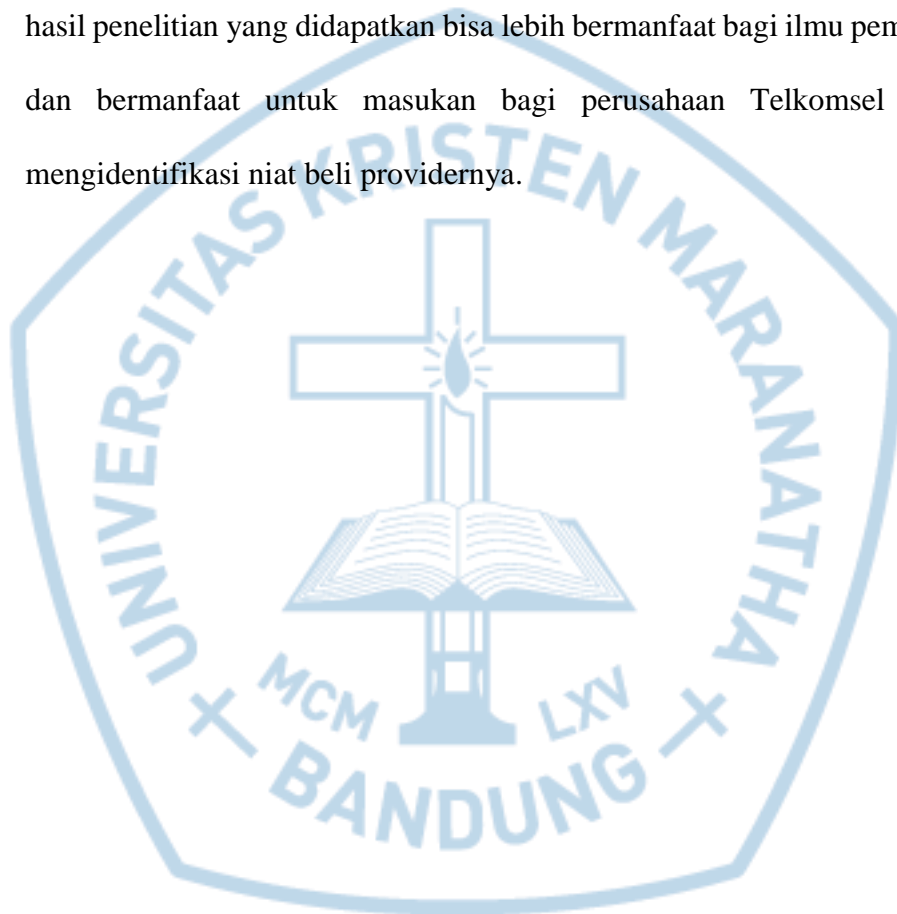 hasil penelitian yang didapatkan bisa lebih bermanfaat bagi ilmu pem
dan bermanfaat untuk masukan bagi perusahaan Telkomsel
mengidentifikasi niat beli providernya.
UNIVERSITAS KRISTEN MARANATHA
MCM LXV
BANDUNG